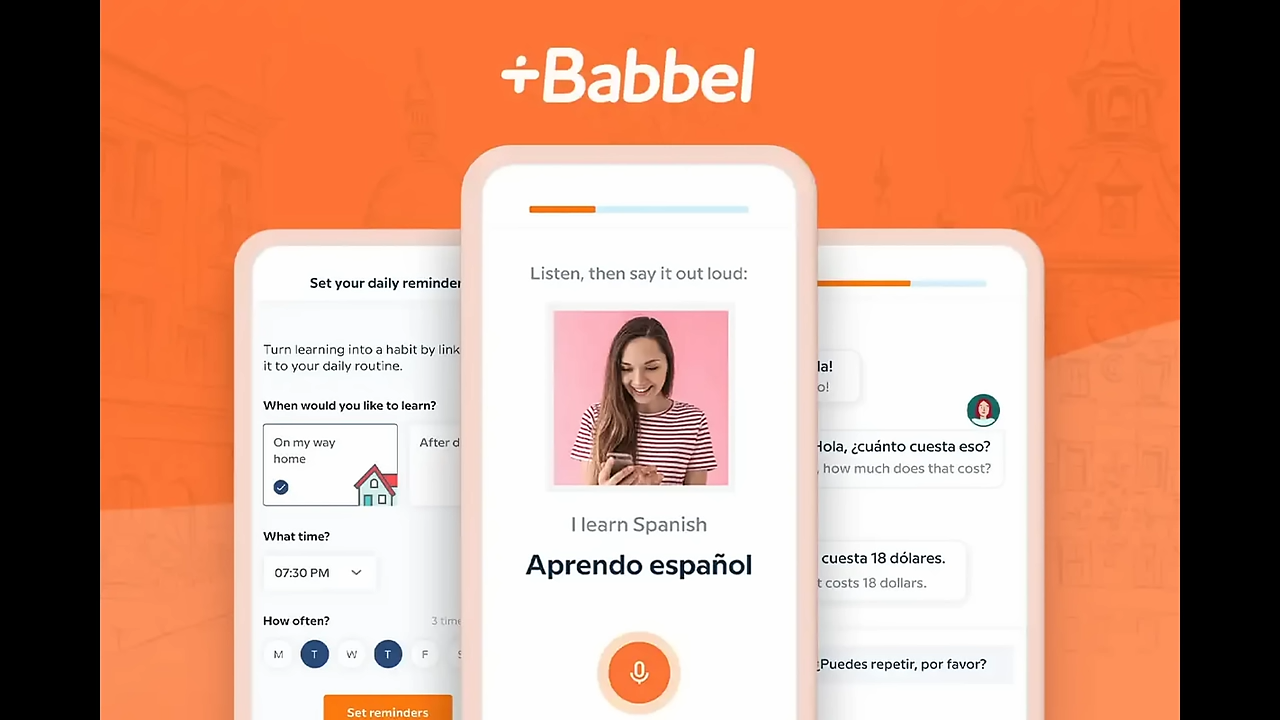 +Babbel
Set your daily reminder
Turn learning into a habit by link
it to your daily routine.
When would you like to learn?
On my way
home
After d
What time?
07:30 PM
How often?
3 time
M T W T F S
Set reminders
Listen, then say it out loud:
I learn Spanish
Aprendo español
la!
o!
Hola, ¿cuánto cuesta eso?
, how much does that cost?
cuesta 18 dólares.
t costs 18 dollars.
¿Puedes repetir, por favor?